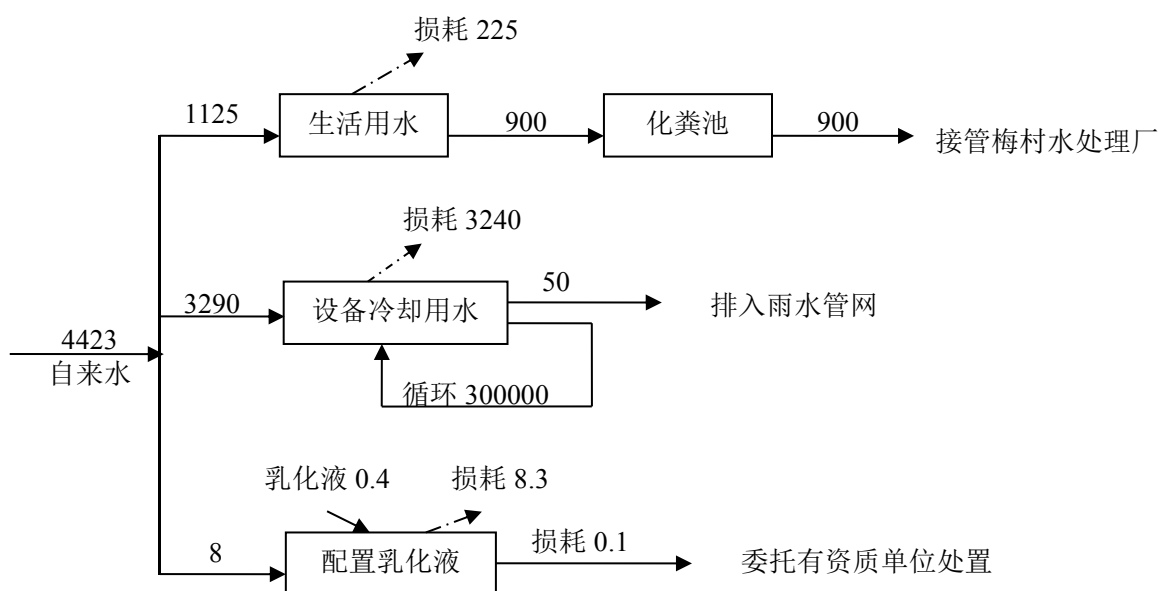 损耗 225
1125
生活用水
900
化粪池
900
接管梅村水处理厂
损耗 3240
3290
设备冷却用水
50
排入雨水管网
4423
自来水
循环 300000
乳化液 0.4
损耗 8.3
8
配置乳化液
损耗 0.1
委托有资质单位处置